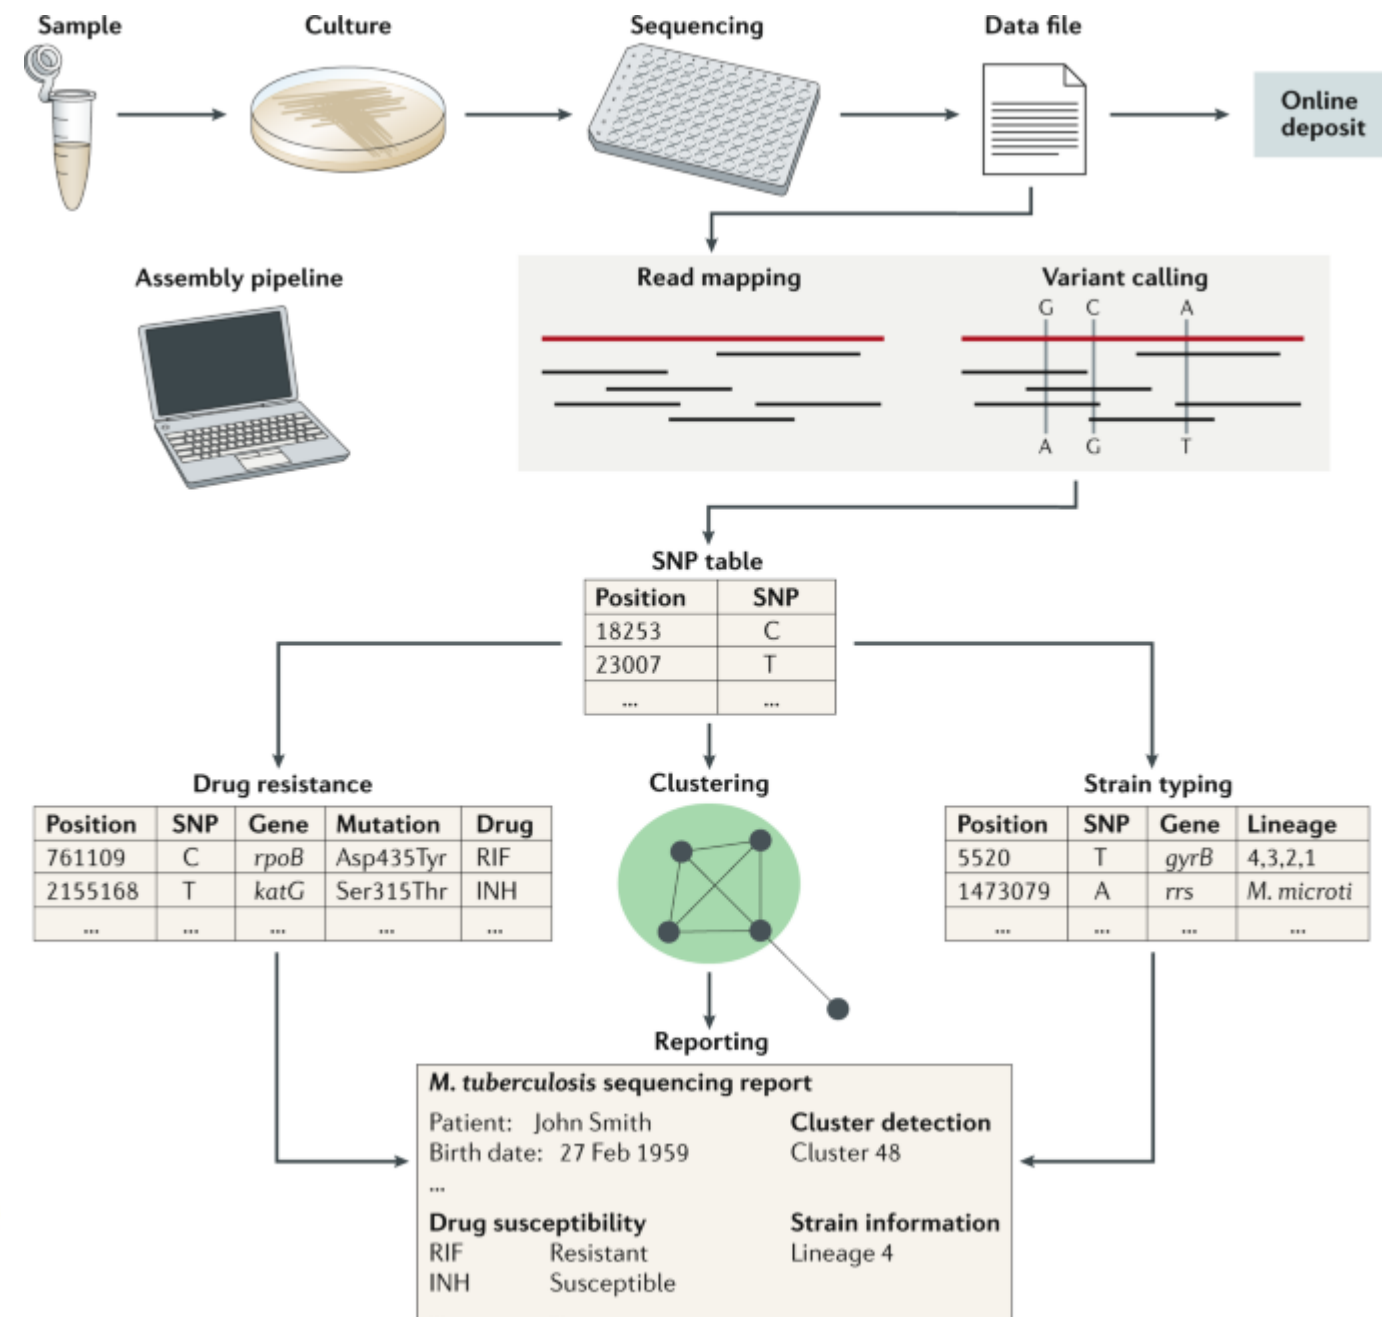 Sample
Culture
Sequencing
Data file
Online
deposit
Assembly pipeline
Read mapping
Variant calling
G C A
A G T
SNP table
Position SNP
18253 C
23007 T
... ...
Drug resistance
Position SNP Gene Mutation Drug
761109 C rpoB Asp435Tyr RIF
2155168 T katG Ser315Thr INH
... ... ... ... ...
Clustering
Strain typing
Position SNP Gene Lineage
5520 T gyrB 4,3,2,1
1473079 A rrs M. microti
... ... ... ...
Reporting
M. tuberculosis sequencing report
Patient: John Smith
Birth date: 27 Feb 1959
...
Cluster detection
Cluster 48
Drug susceptibility
RIF Resistant
INH Susceptible
Strain information
Lineage 4